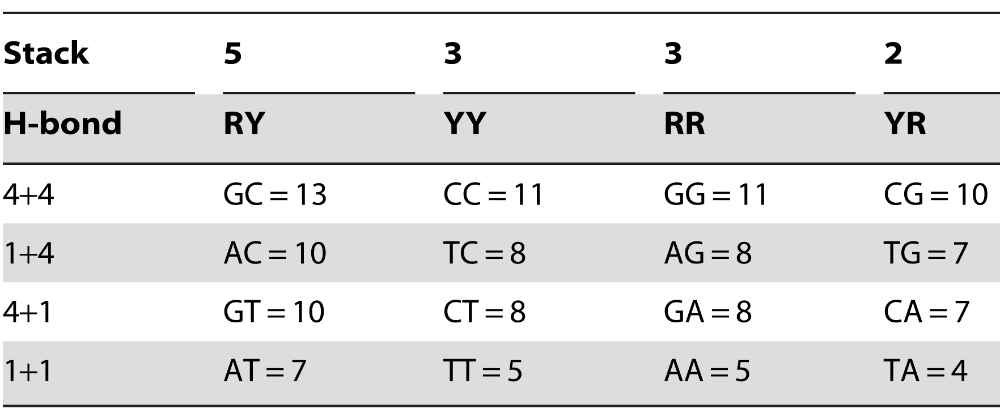 Stack 5 3 3 2
H-bond RY YY RR YR
4+4 GC = 13 CC = 11 GG = 11 CG = 10
1+4 AC = 10 TC = 8 AG = 8 TG = 7
4+1 GT = 10 CT = 8 GA = 8 CA = 7
1+1 AT = 7 TT = 5 AA = 5 TA = 4